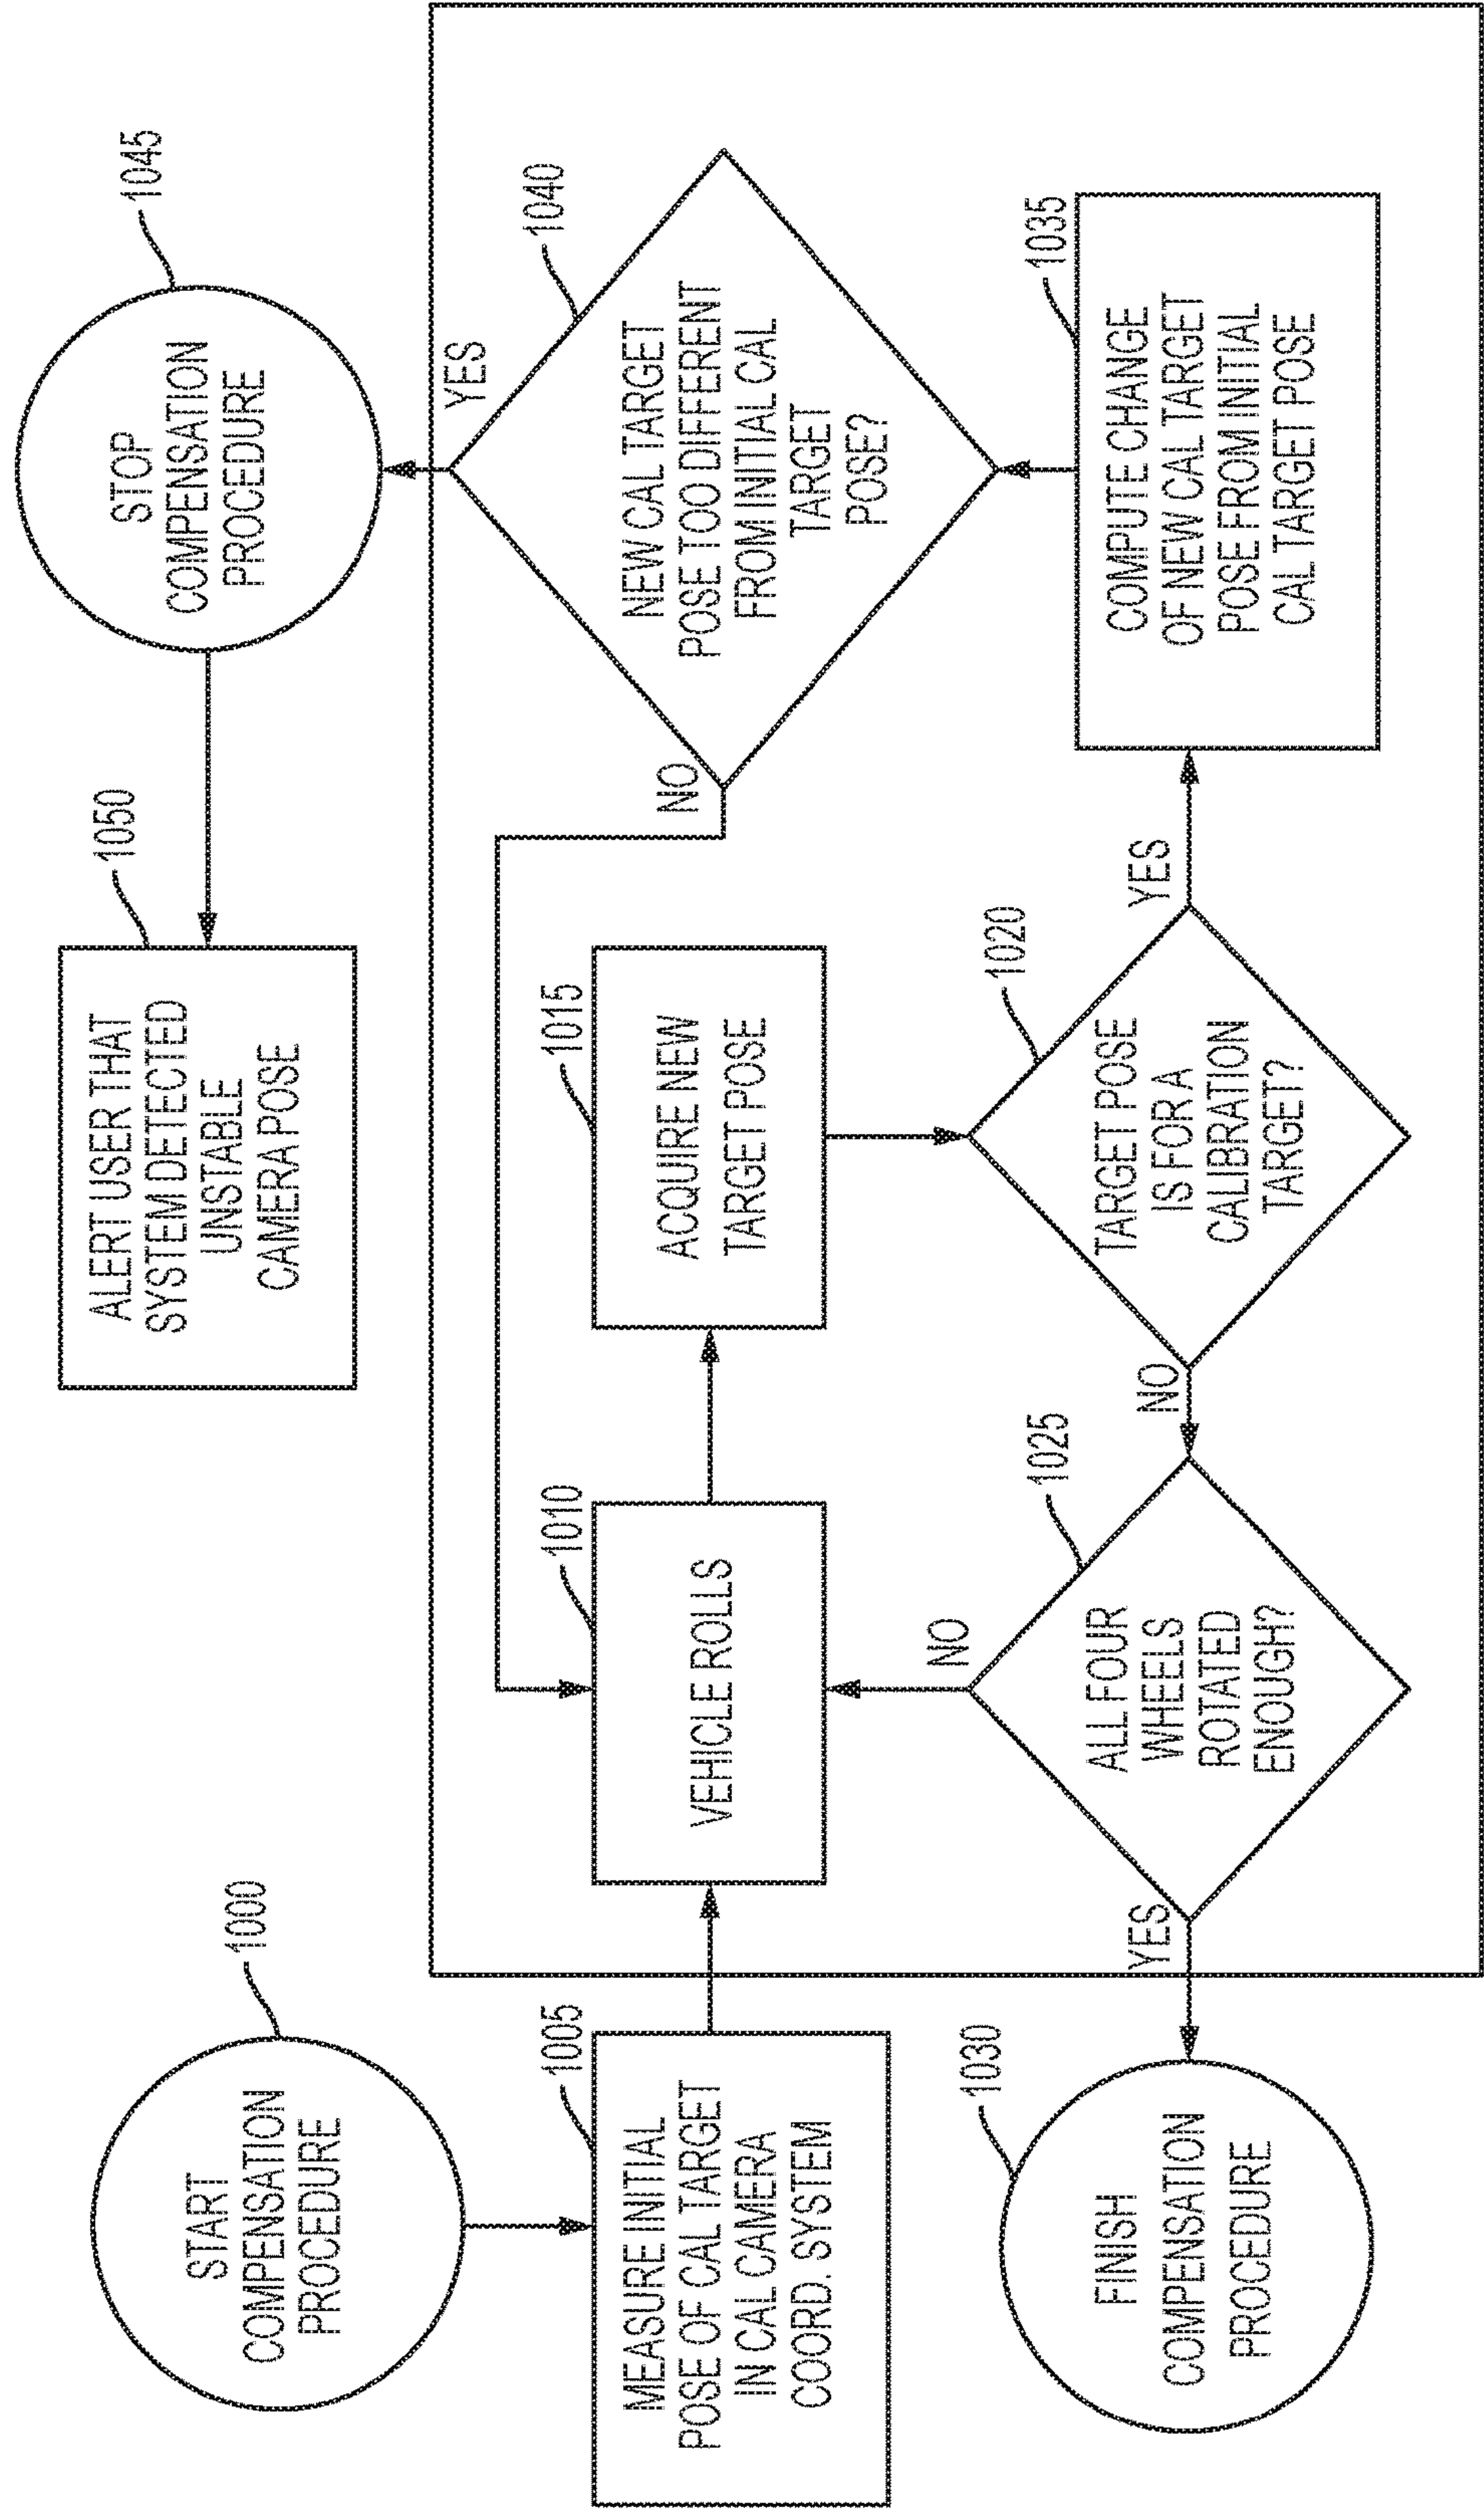 1000
START
COMPENSATION
PROCEDURE
1005
MEASURE INITIAL
POSE OF CAL TARGET
IN CAL CAMERA
COORD. SYSTEM
1010
VEHICLE ROLLS
1015
ACQUIRE NEW
TARGET POSE
1020
TARGET POSE
IS FOR A
CALIBRATION
TARGET?
NO
YES
1025
ALL FOUR
WHEELS
ROTATED
ENOUGH?
NO
YES
1030
FINISH
COMPENSATION
PROCEDURE
1035
COMPUTE CHANGE
OF NEW CAL TARGET
POSE FROM INITIAL
CAL TARGET POSE
1040
NEW CAL TARGET
POSE TOO DIFFERENT
FROM INITIAL CAL
TARGET
POSE?
NO
YES
1045
STOP
COMPENSATION
PROCEDURE
1050
ALERT USER THAT
SYSTEM DETECTED
UNSTABLE
CAMERA POSE